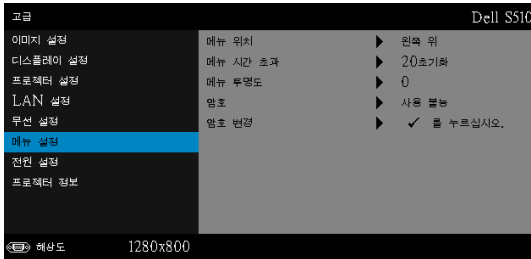 고급 Dell S510
이미지 설정
디스플레이 설정
프로젝터 설정
LAN 설정
무선 설정
메뉴 설정
전원 설정
프로젝터 정보
메뉴 위치 왼쪽 위
메뉴 시간 초과 20초기화
메뉴 투명도 0
암호 사용 불능
암호 변경 ✓ 를 누르십시오.
해상도 1280x800